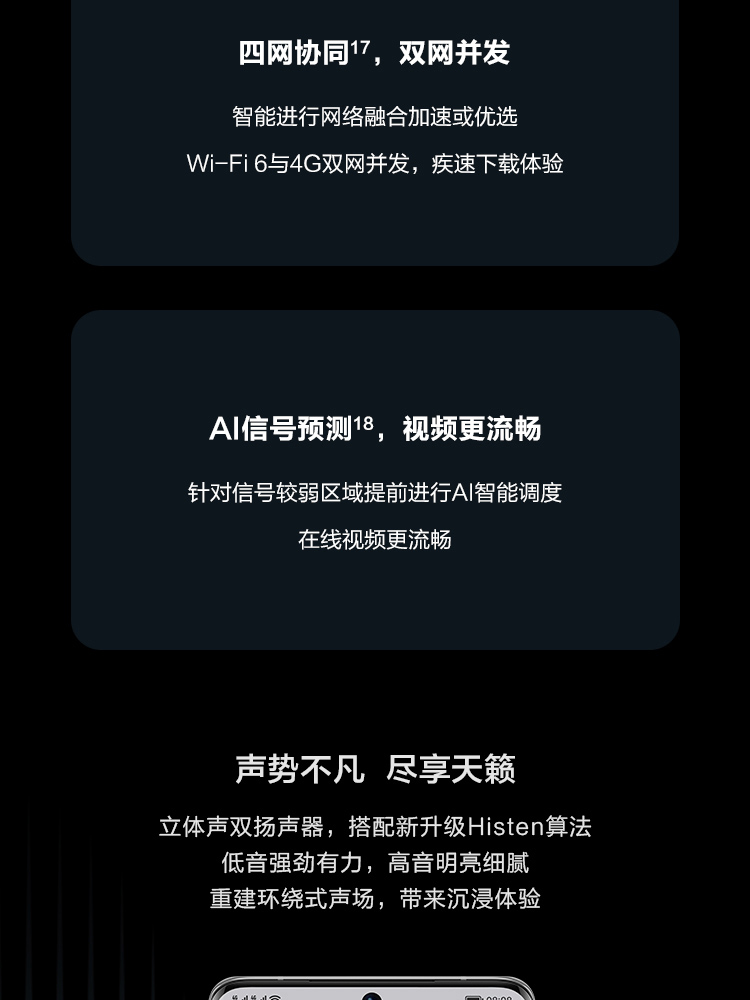 四网协同17，双网并发
智能进行网络融合加速或优选
Wi-Fi 6与4G双网并发，疾速下载体验
AI信号预测18，视频更流畅
针对信号较弱区域提前进行AI智能调度
在线视频更流畅
声势不凡 尽享天籁
立体声双扬声器，搭配新升级Histen算法
低音强劲有力，高音明亮细腻
重建环绕式声场，带来沉浸体验
08:08